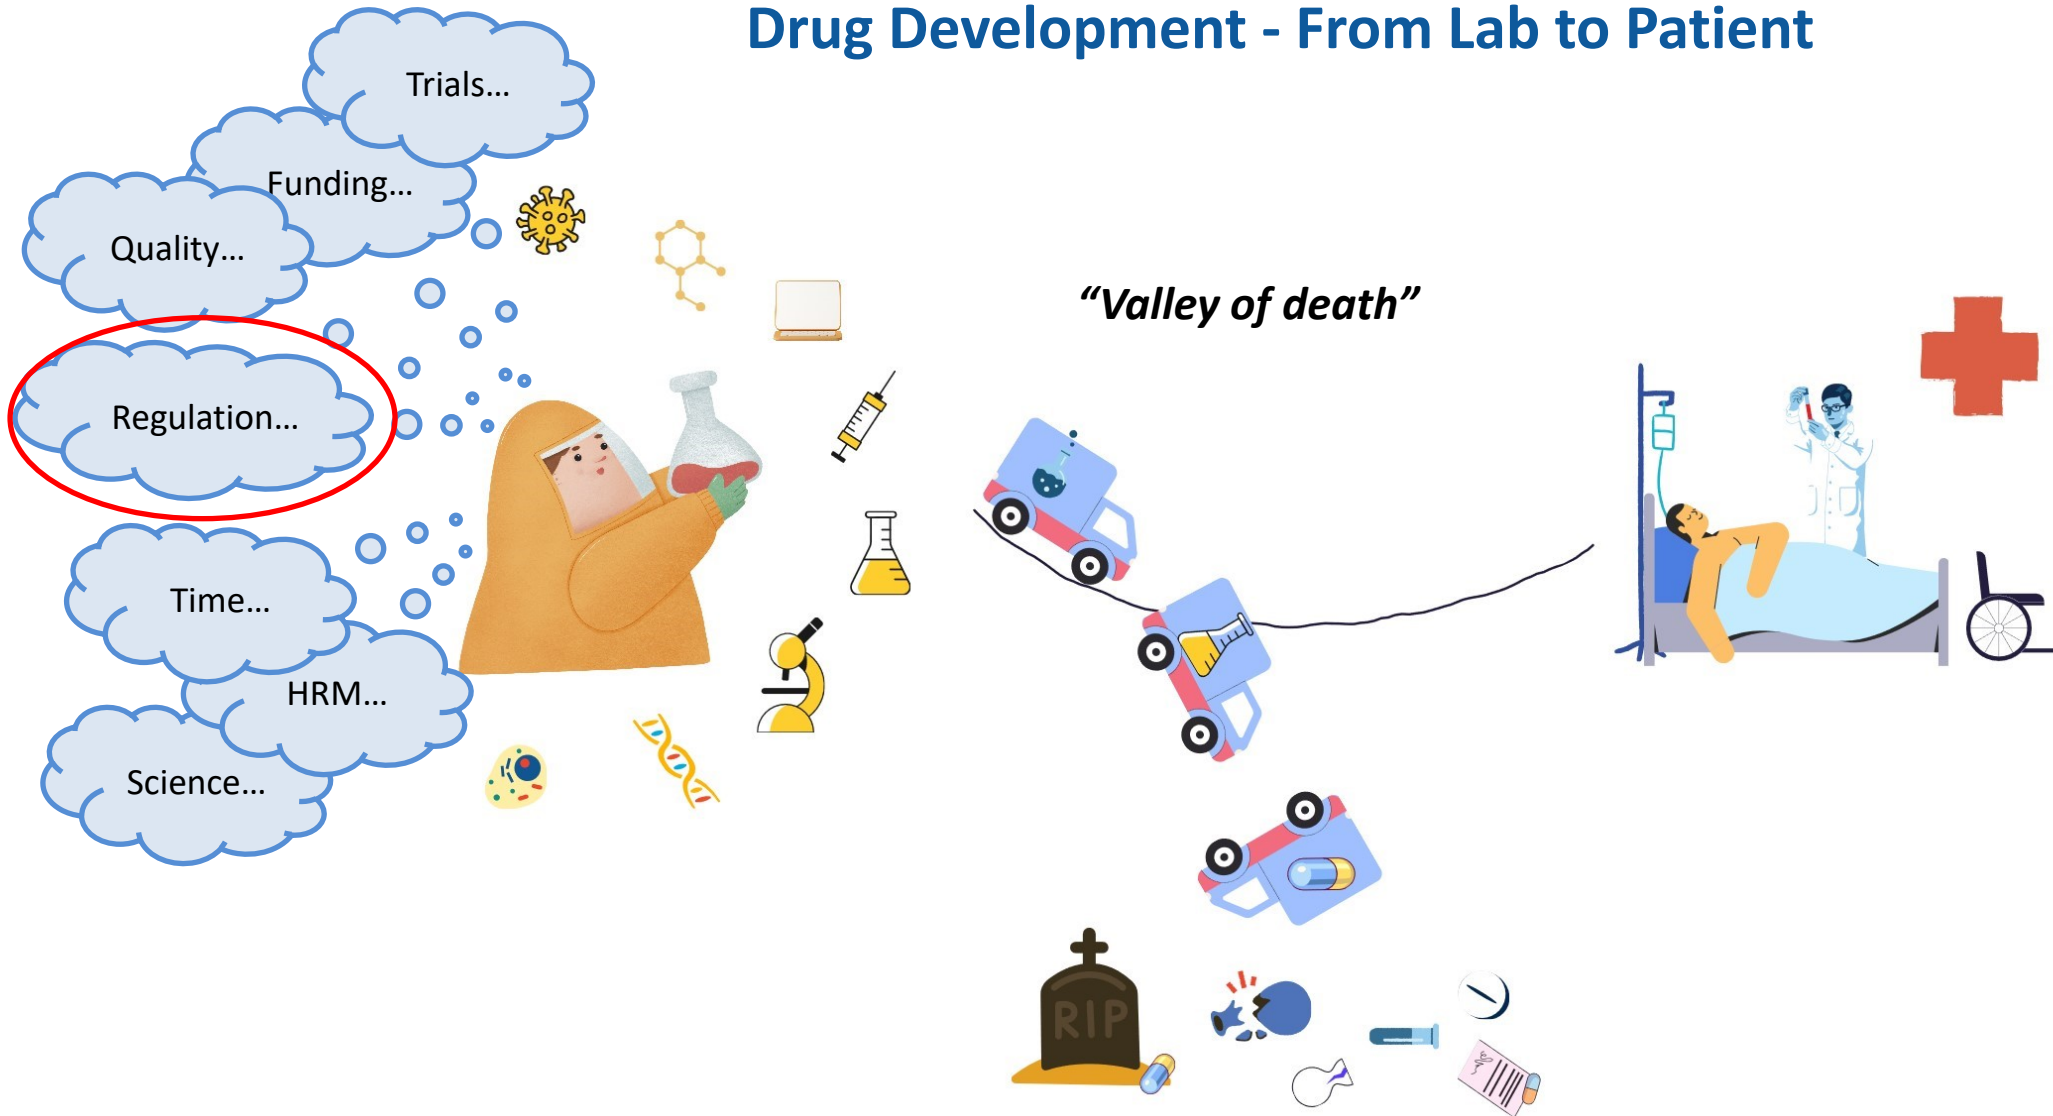 Drug Development - From Lab to Patient
Trials…
Funding…
Quality…
Regulation…
Time…
HRM…
Science…
“Valley of death”
RIP